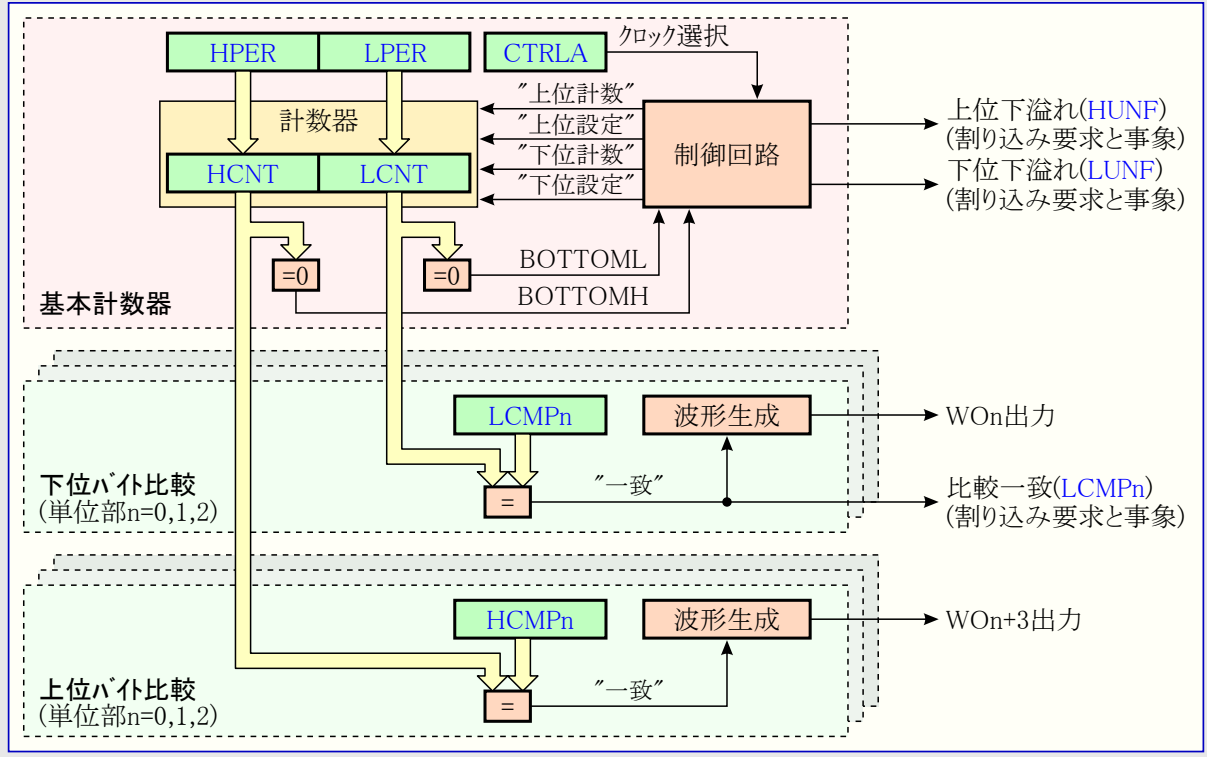 HPER
LPER
CTRLA
クロック選択
計数器
"上位計数"
"上位設定"
"下位計数"
"下位設定"
制御回路
上位下溢れ(HUNF)
(割り込み要求と事象)
下位下溢れ(LUNF)
(割り込み要求と事象)
HCNT
LCNT
=0
=0
BOTTOML
BOTTOMH
基本計数器
LCMPn
波形生成
WOn出力
下位バイト比較
(単位部n=0,1,2)
=
"一致"
比較一致(LCMPn)
(割り込み要求と事象)
HCMPn
波形生成
WOn+3出力
上位バイト比較
(単位部n=0,1,2)
=
"一致"